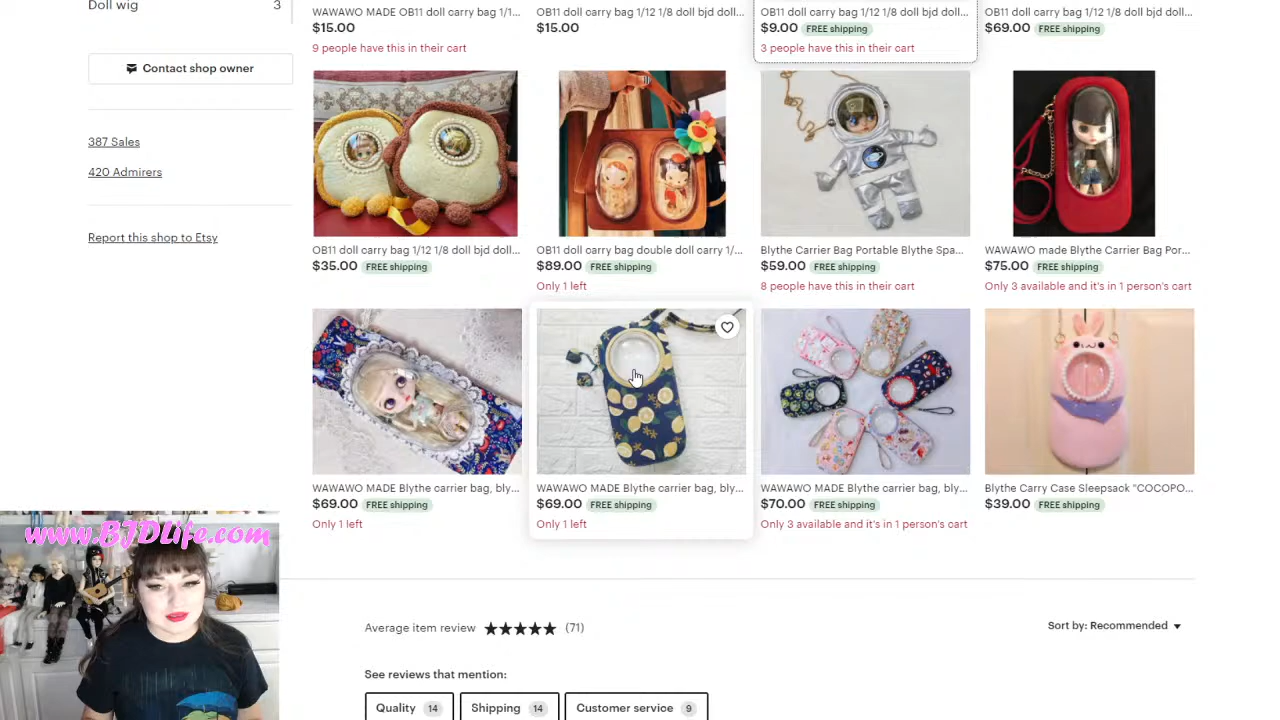 Doll wig 3
WAWAWO MADE OB11 doll carry bag 1/1...
$15.00
9 people have this in their cart
OB11 doll carry bag 1/12 1/8 doll bjd doll...
$15.00
OB11 doll carry bag 1/12 1/8 doll bjd doll...
$9.00 FREE shipping
3 people have this in their cart
OB11 doll carry bag 1/12 1/8 doll bjd doll...
$69.00 FREE shipping
Contact shop owner
387 Sales
420 Admirers
Report this shop to Etsy
OB11 doll carry bag 1/12 1/8 doll bjd doll...
$35.00 FREE shipping
OB11 doll carry bag double doll carry 1/...
$89.00 FREE shipping
Only 1 left
Blythe Carrier Bag Portable Blythe Spa...
$59.00 FREE shipping
8 people have this in their cart
WAWAWO made Blythe Carrier Bag Por...
$75.00 FREE shipping
Only 3 available and it's in 1 person's cart
WAWAWO MADE Blythe carrier bag, bly...
$69.00 FREE shipping
Only 1 left
WAWAWO MADE Blythe carrier bag, bly...
$69.00 FREE shipping
Only 1 left
WAWAWO MADE Blythe carrier bag, bly...
$70.00 FREE shipping
Only 3 available and it's in 1 person's cart
Blythe Carry Case Sleepsack "COCOPO...
$39.00 FREE shipping
www.BJDLife.com
Average item review ★★★★★ (71)
Sort by: Recommended
See reviews that mention:
Quality 14
Shipping 14
Customer service 9